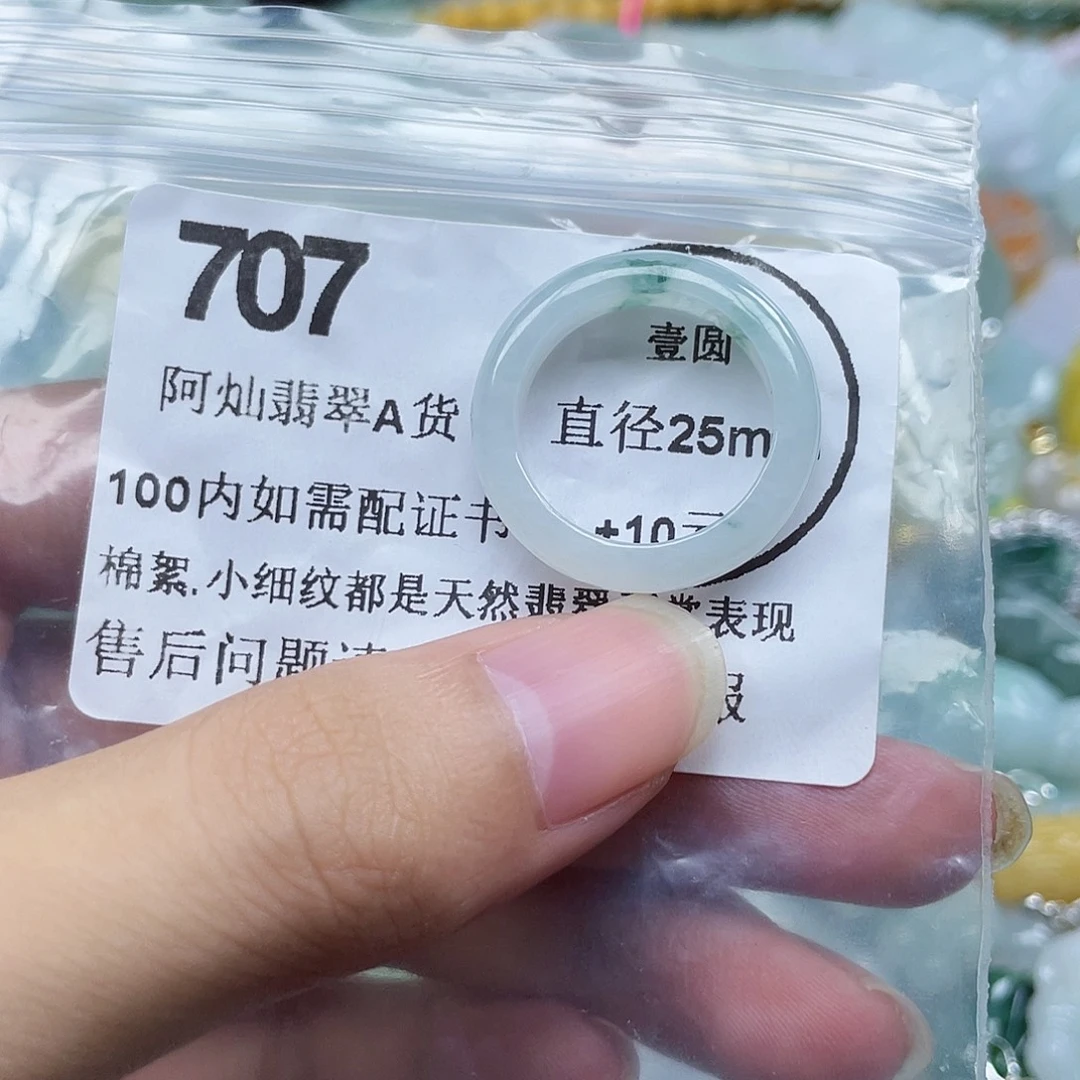 707
壹圆
阿灿翡翠A货
直径25m
100内如需配证书 +10元
棉絮.小细纹都是天然翡翠 表现
售后问题